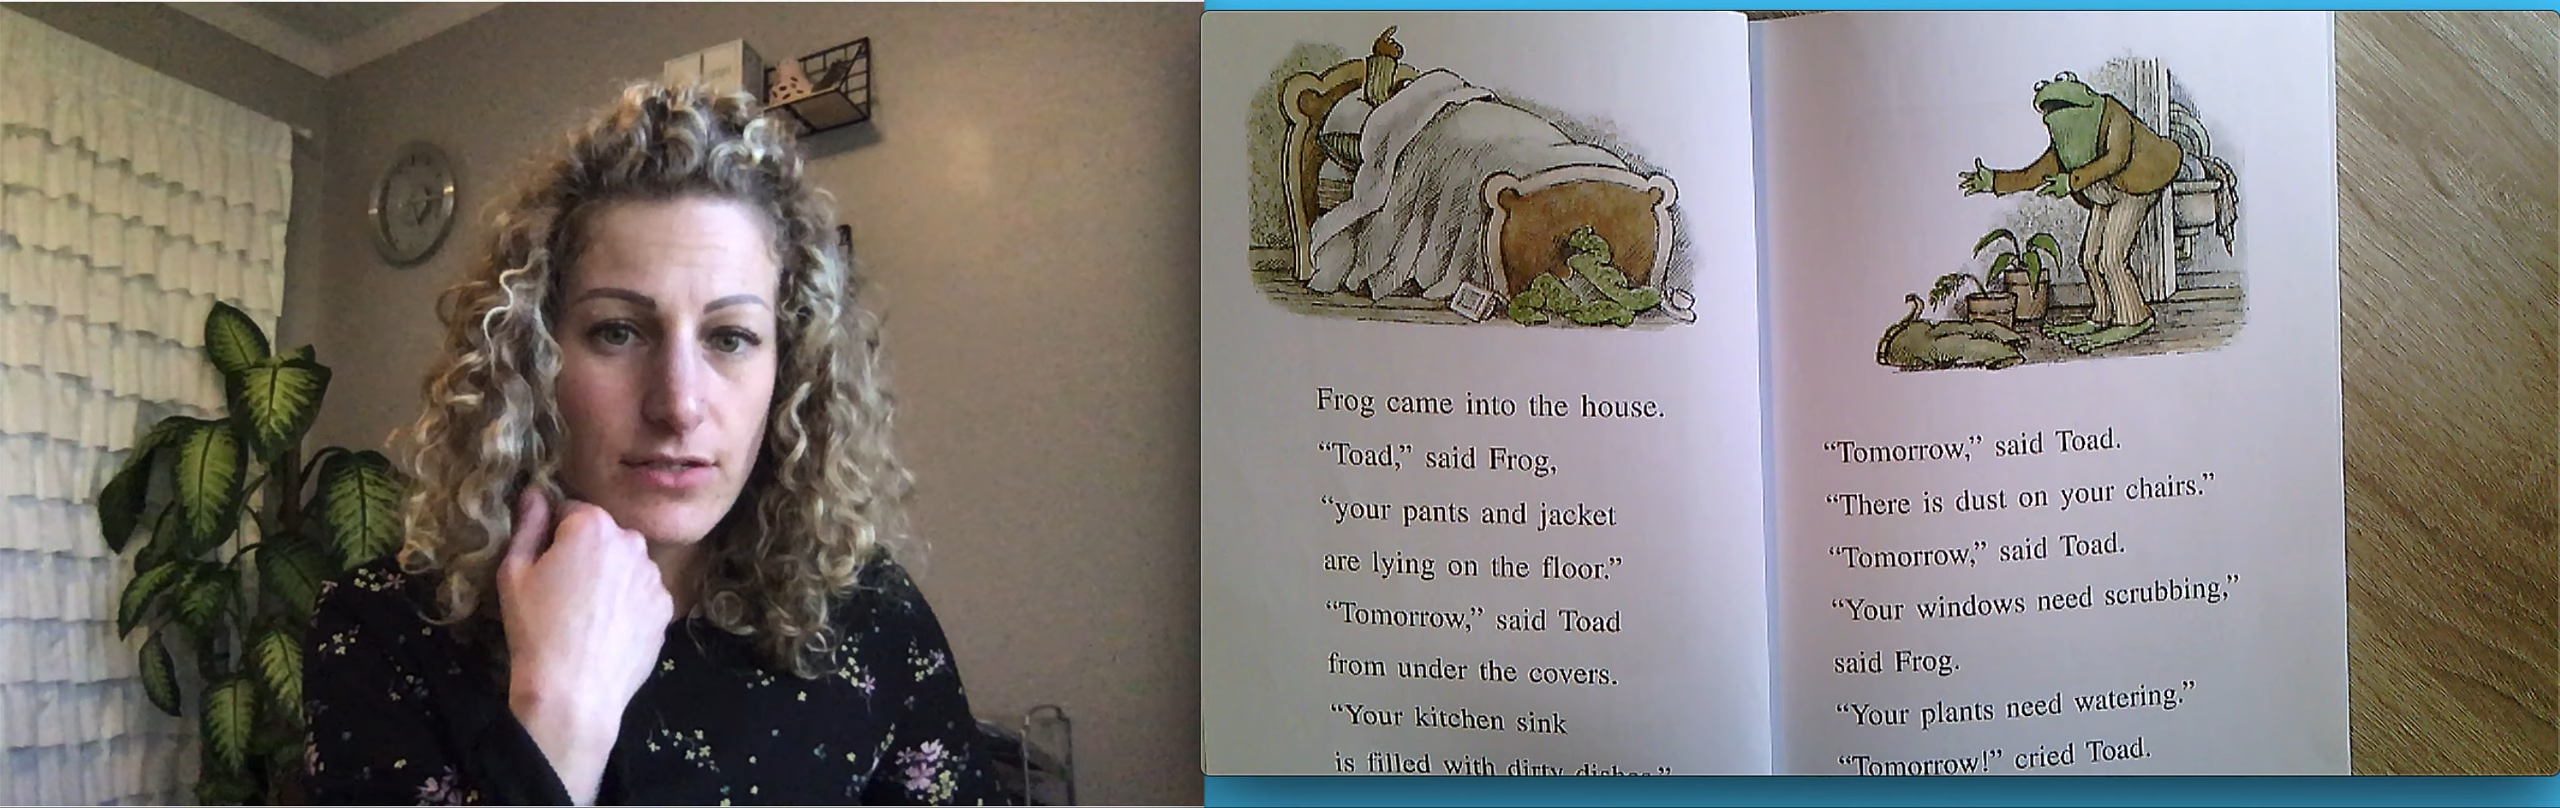 Frog came into the house.
“Toad,” said Frog,
“your pants and jacket
are lying on the floor.”
“Tomorrow,” said Toad
from under the covers.
“Your kitchen sink
is filled with dirty dishes.”
“Tomorrow,” said Toad.
“There is dust on your chairs.”
“Tomorrow,” said Toad.
“Your windows need scrubbing,”
said Frog.
“Your plants need watering.”
“Tomorrow!” cried Toad.